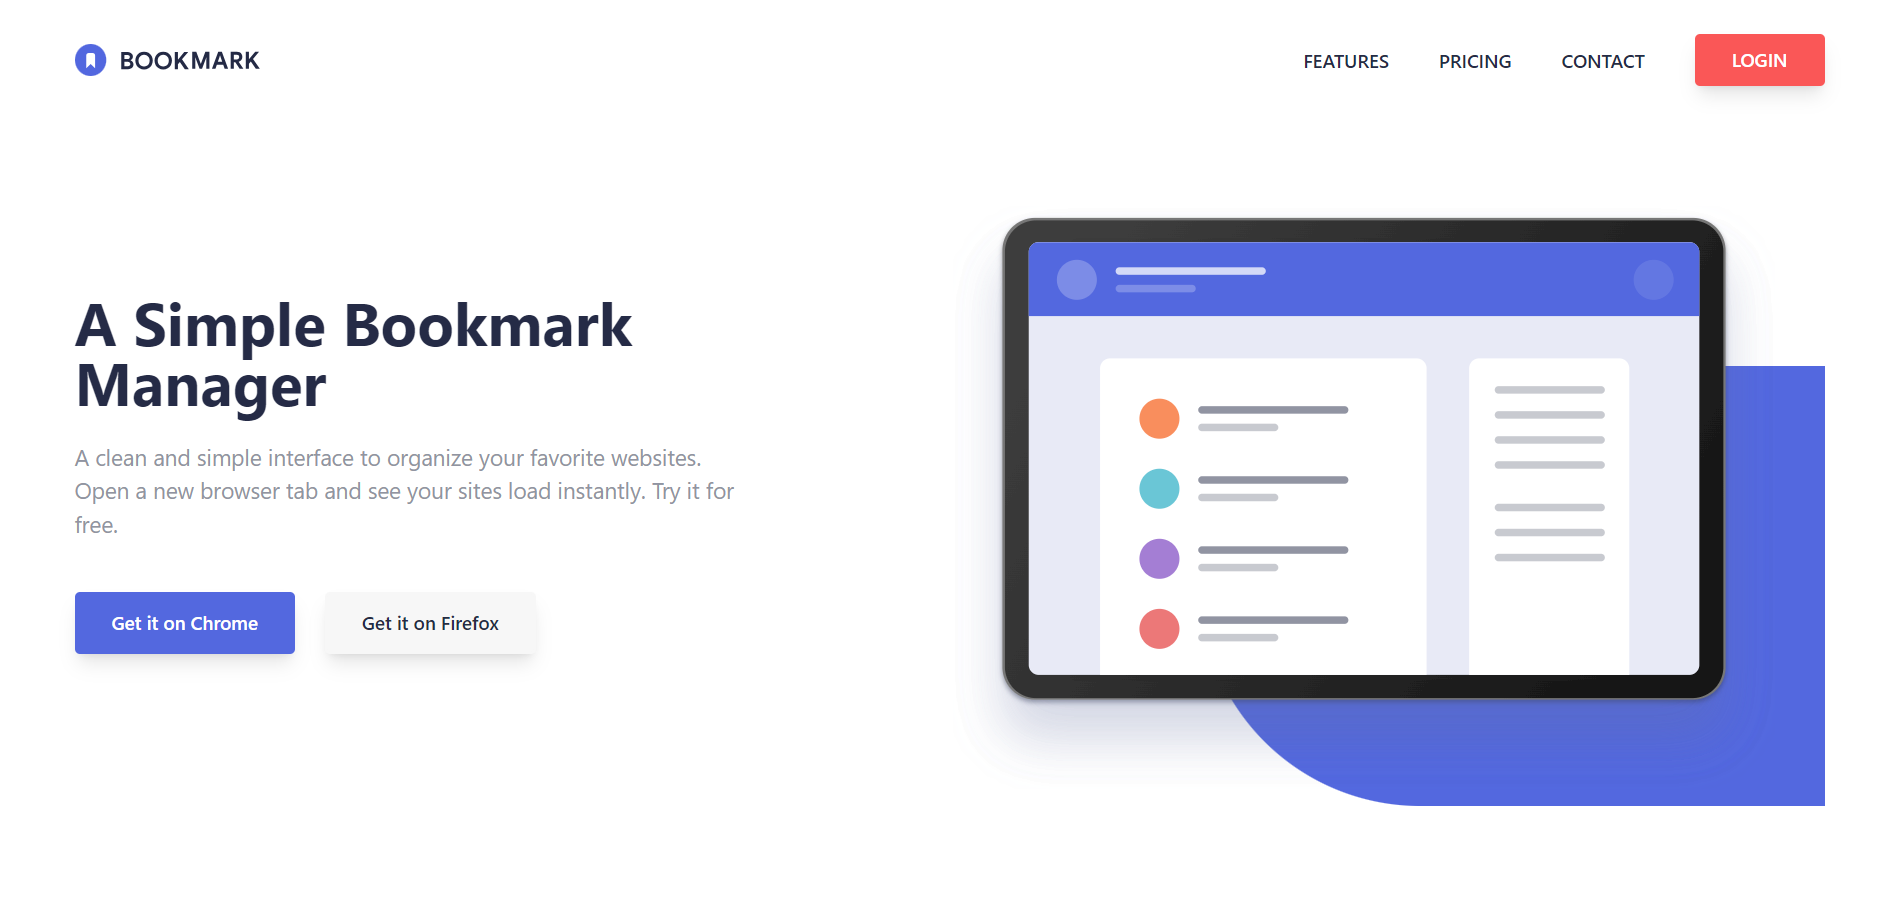 BOOKMARK
FEATURES
PRICING
CONTACT
LOGIN
A Simple Bookmark
Manager
A clean and simple interface to organize your favorite websites.
Open a new browser tab and see your sites load instantly. Try it for
free.
Get it on Chrome
Get it on Firefox